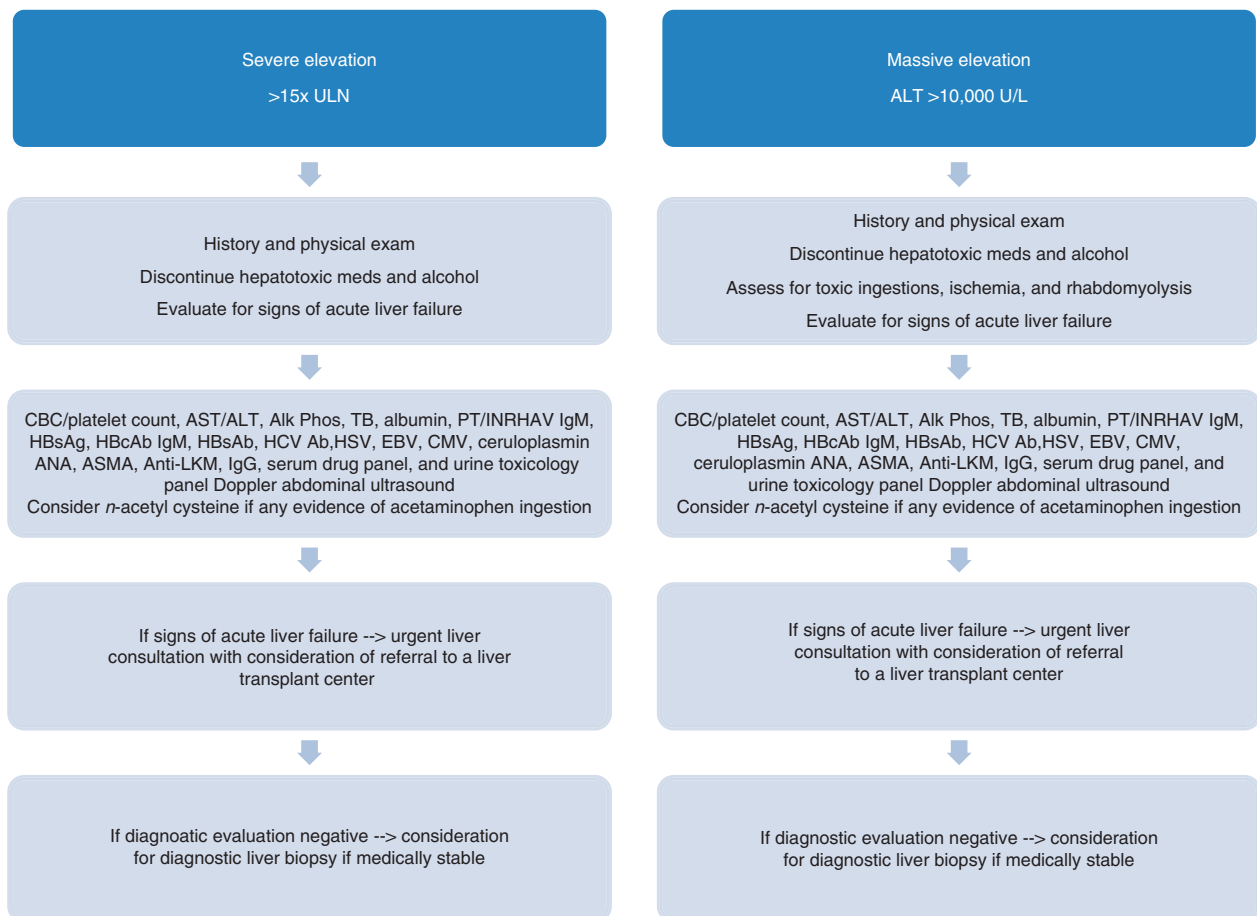 Severe elevation
>15x ULN
History and physical exam
Discontinue hepatotoxic meds and alcohol
Evaluate for signs of acute liver failure
CBC/platelet count, AST/ALT, Alk Phos, TB, albumin, PT/INRHAV IgM,
HBsAg, HBcAb IgM, HBsAb, HCV Ab,HSV, EBV, CMV, ceruloplasmin
ANA, ASMA, Anti-LKM, IgG, serum drug panel, and urine toxicology
panel Doppler abdominal ultrasound
Consider n-acetyl cysteine if any evidence of acetaminophen ingestion
If signs of acute liver failure --> urgent liver
consultation with consideration of referral to a liver
transplant center
If diagnoatic evaluation negative --> consideration
for diagnostic liver biopsy if medically stable
Massive elevation
ALT >10,000 U/L
History and physical exam
Discontinue hepatotoxic meds and alcohol
Assess for toxic ingestions, ischemia, and rhabdomyolysis
Evaluate for signs of acute liver failure
CBC/platelet count, AST/ALT, Alk Phos, TB, albumin, PT/INRHAV IgM,
HBsAg, HBcAb IgM, HBsAb, HCV Ab,HSV, EBV, CMV,
ceruloplasmin ANA, ASMA, Anti-LKM, IgG, serum drug panel, and
urine toxicology panel Doppler abdominal ultrasound
Consider n-acetyl cysteine if any evidence of acetaminophen ingestion
If signs of acute liver failure --> urgent liver
consultation with consideration of referral
to a liver transplant center
If diagnostic evaluation negative --> consideration
for diagnostic liver biopsy if medically stable